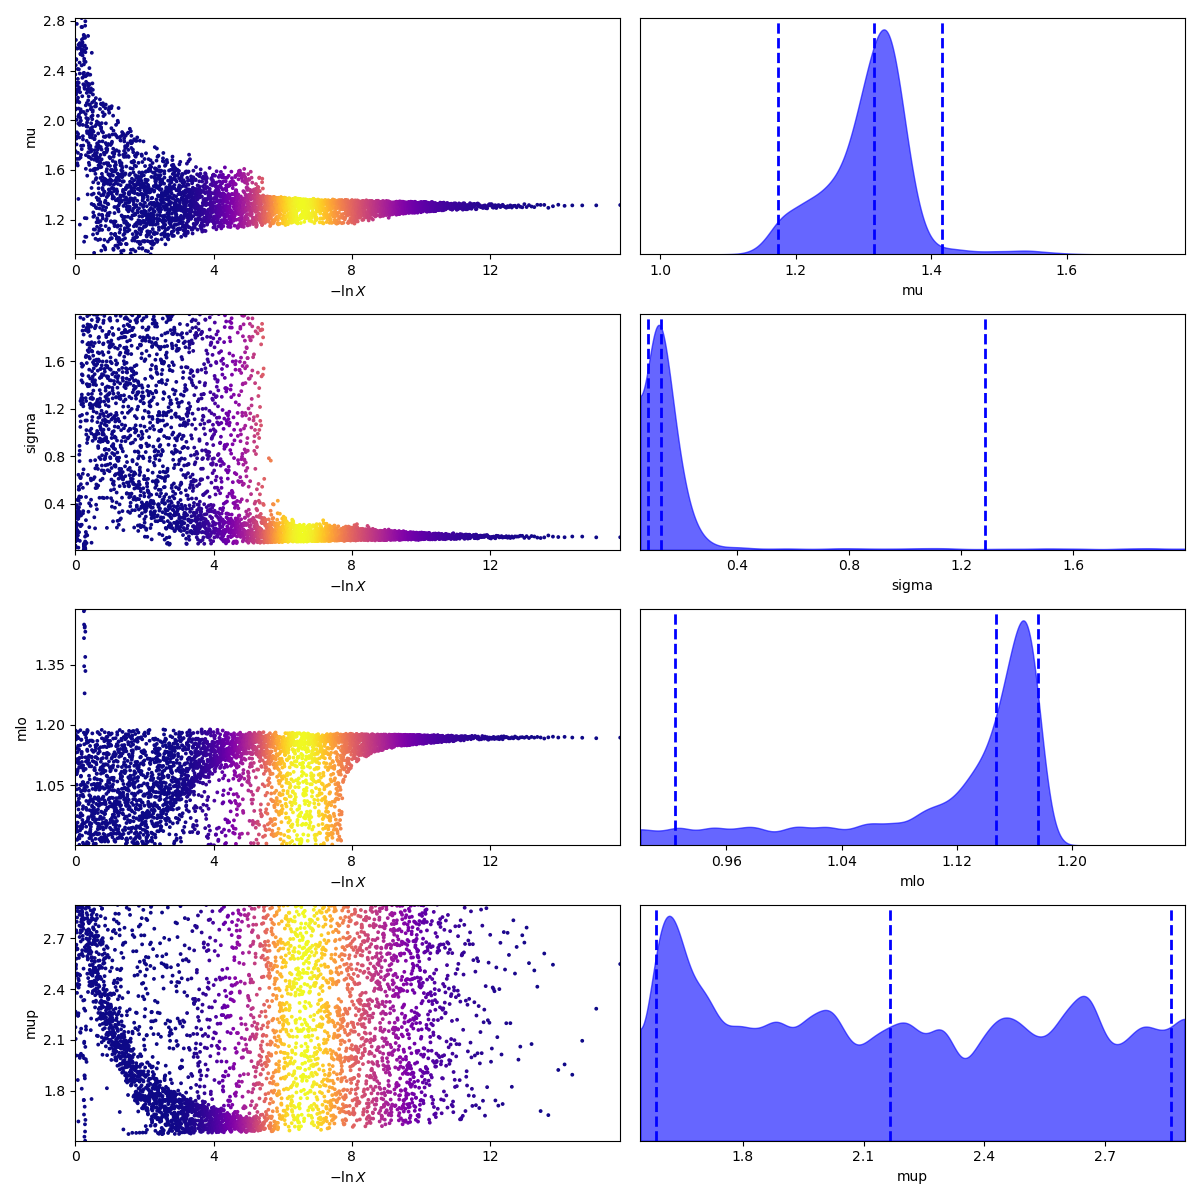 2.8
2.4
2.0
1.6
1.2
mu
0 4 8 12
−ln X
1.0 1.2 1.4 1.6
mu
1.6
1.2
0.8
0.4
sigma
0 4 8 12
−ln X
0.4 0.8 1.2 1.6
sigma
1.35
1.20
1.05
mlo
0 4 8 12
−ln X
0.96 1.04 1.12 1.20
mlo
2.7
2.4
2.1
1.8
mup
0 4 8 12
−ln X
1.8 2.1 2.4 2.7
mup